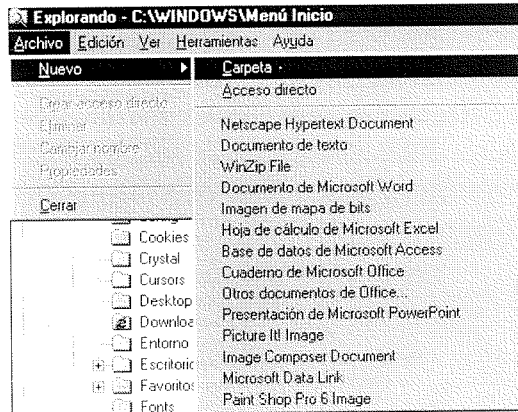 Explorando - C:\WINDOWS\Menú Inicio
Archivo Edición Ver Herramientas Ayuda
Nuevo
Crear acceso directo
Eliminar
Cambiar nombre
Propiedades
Cerrar
Carpeta
Acceso directo
Netscape Hypertext Document
Documento de texto
WinZip File
Documento de Microsoft Word
Imagen de mapa de bits
Hoja de cálculo de Microsoft Excel
Base de datos de Microsoft Access
Cuaderno de Microsoft Office
Otros documentos de Office...
Presentación de Microsoft PowerPoint
Picture It! Image
Image Composer Document
Microsoft Data Link
Paint Shop Pro 6 Image
Cookies
Crystal
Cursors
Desktop
Downloa
Entorno
Escritorio
Favoritos
Fonts